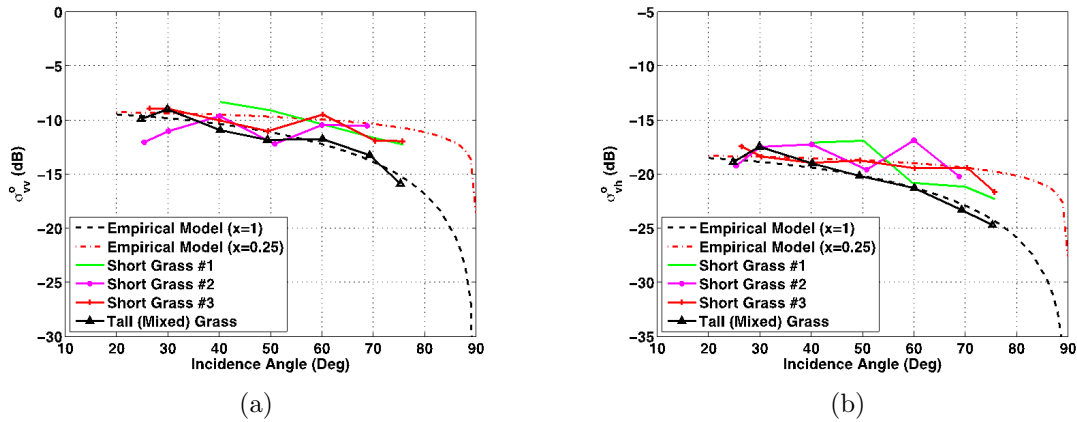 −5
−10
−15
−20
−25
−30
σ°vv (dB)
Empirical Model (x=1)
Empirical Model (x=0.25)
Short Grass #1
Short Grass #2
Short Grass #3
Tall (Mixed) Grass
0
10 20 30 40 50 60 70 80 90
Incidence Angle (Deg)
(a)
−5
−10
−15
−20
−25
−30
−35
σ°vh (dB)
Empirical Model (x=1)
Empirical Model (x=0.25)
Short Grass #1
Short Grass #2
Short Grass #3
Tall (Mixed) Grass
10 20 30 40 50 60 70 80 90
Incidence Angle (Deg)
(b)